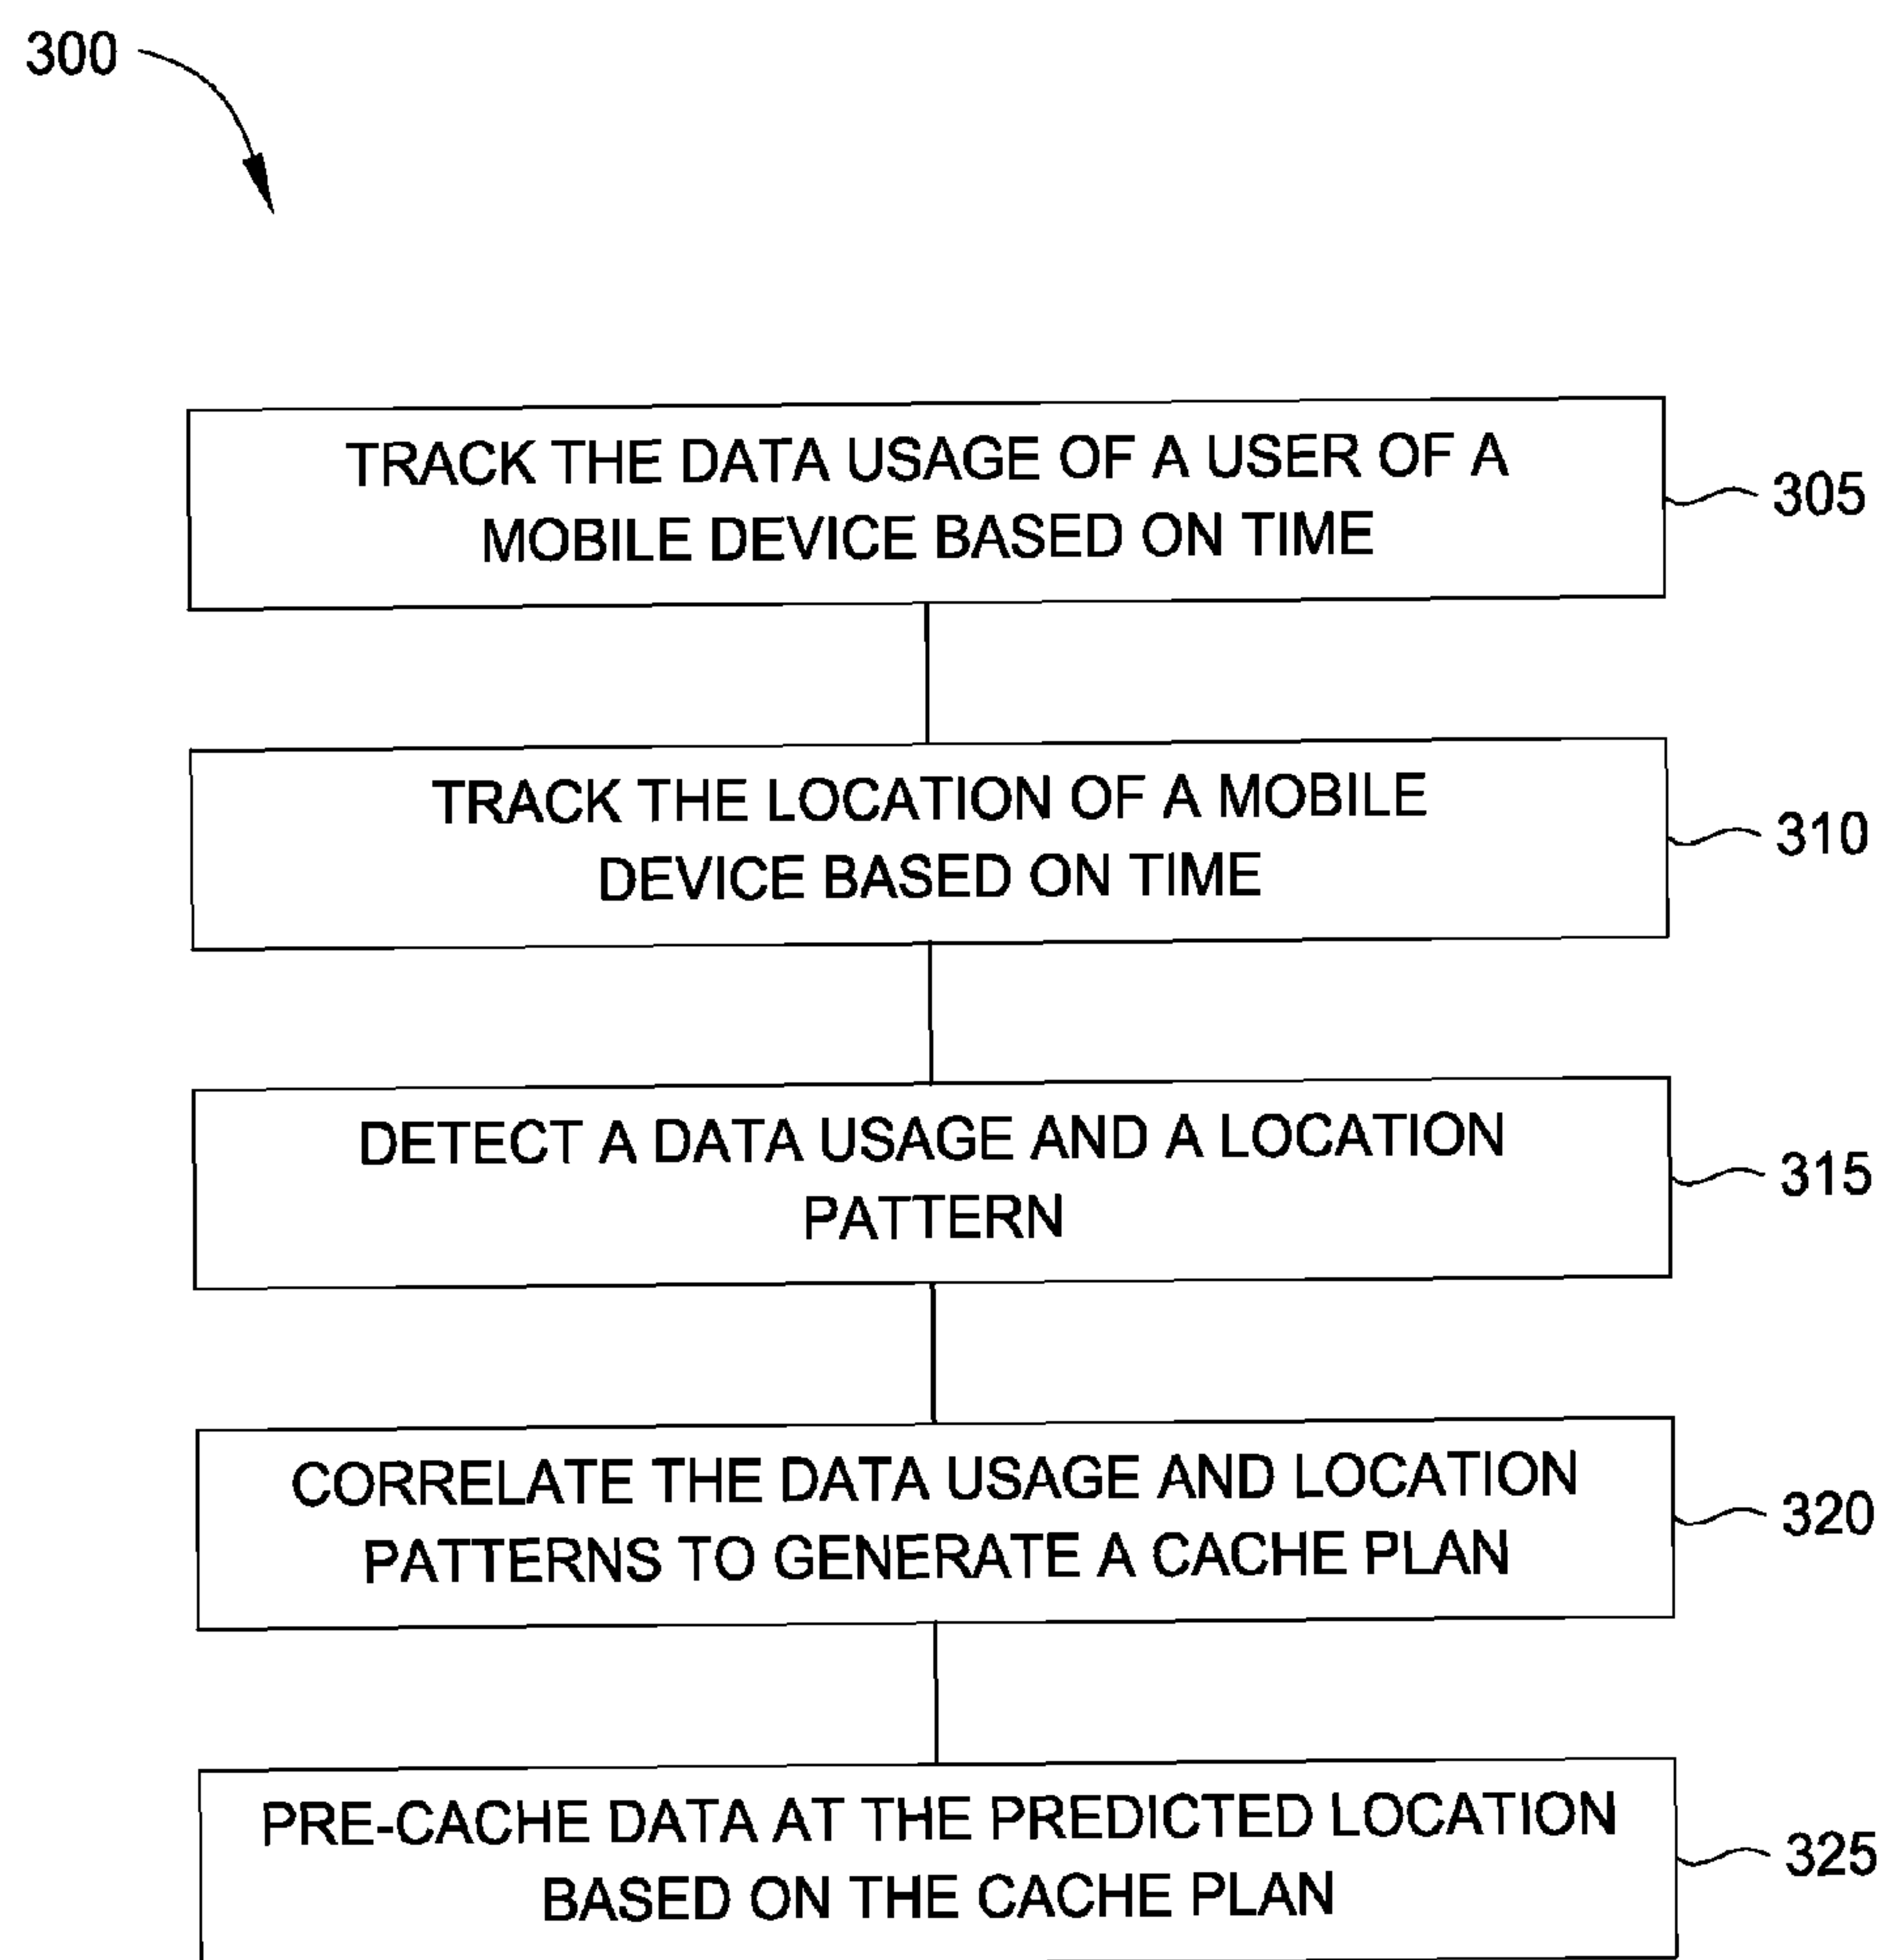 300
TRACK THE DATA USAGE OF A USER OF A
MOBILE DEVICE BASED ON TIME
305
TRACK THE LOCATION OF A MOBILE
DEVICE BASED ON TIME
310
DETECT A DATA USAGE AND A LOCATION
PATTERN
315
CORRELATE THE DATA USAGE AND LOCATION
PATTERNS TO GENERATE A CACHE PLAN
320
PRE-CACHE DATA AT THE PREDICTED LOCATION
BASED ON THE CACHE PLAN
325